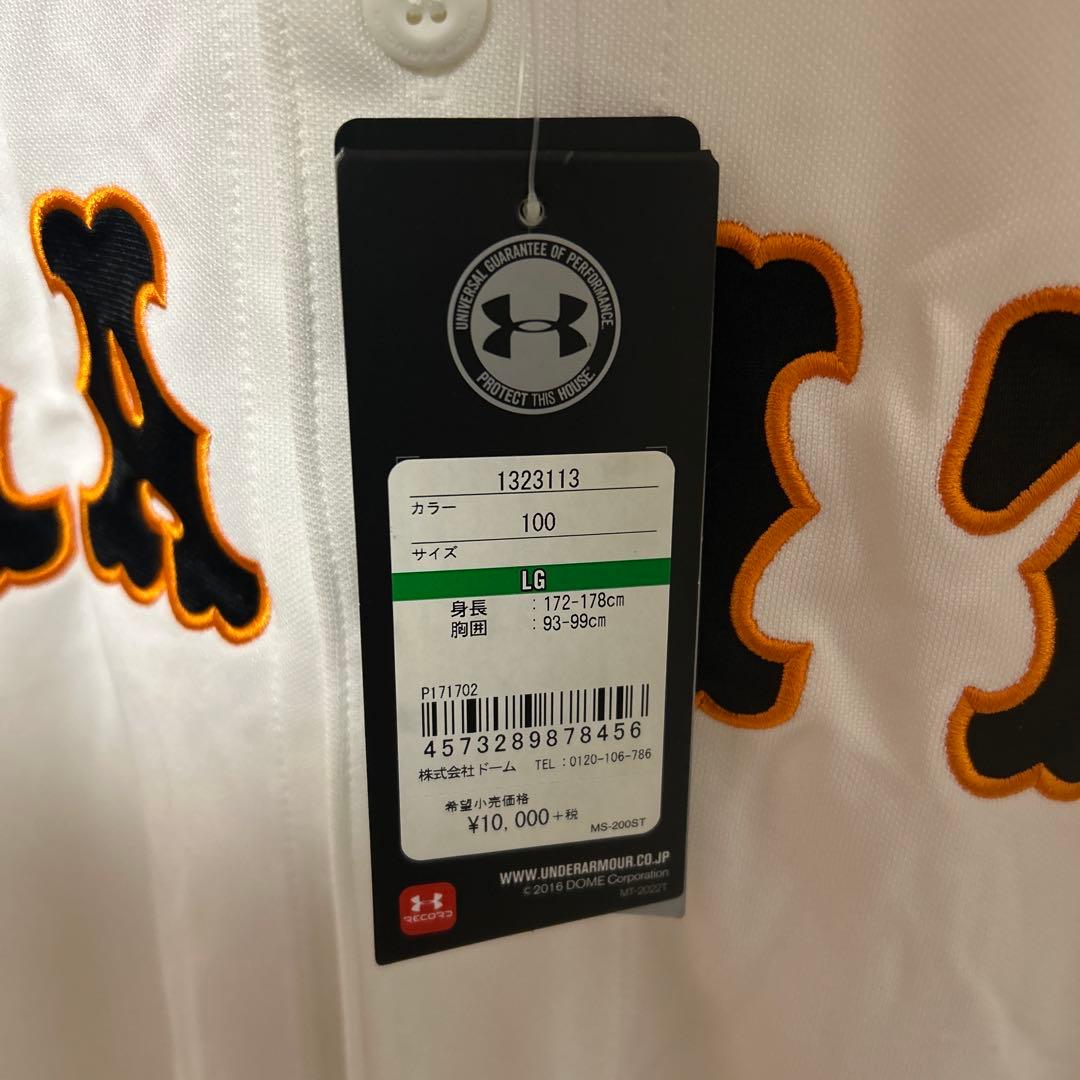 UNIVERSAL GUARANTEE OF PERFORMANCE.
PROTECT THIS HOUSE.
1323113
カラー
100
サイズ
LG
身長 : 172-178cm
胸囲 : 93-99cm
P171702
4573289878456
株式会社ドーム TEL : 0120-106-786
希望小売価格
¥10,000+税
MS-200ST
WWW.UNDERARMOUR.CO.JP
© 2016 DOME Corporation
MT-2022T
RECORD